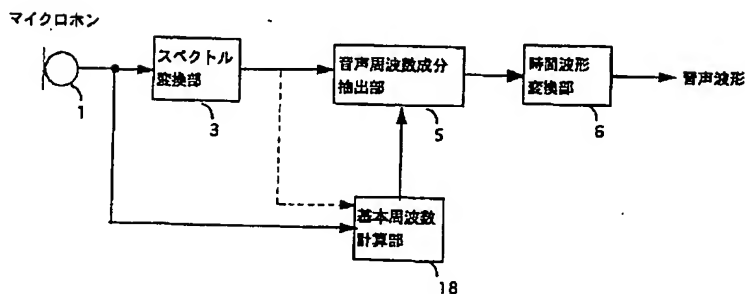 マイクロホン
1
スペクトル
変換部
3
音声周波数成分
抽出部
5
時間波形
変換部
6
音声波形
基本周波数
計算部
18